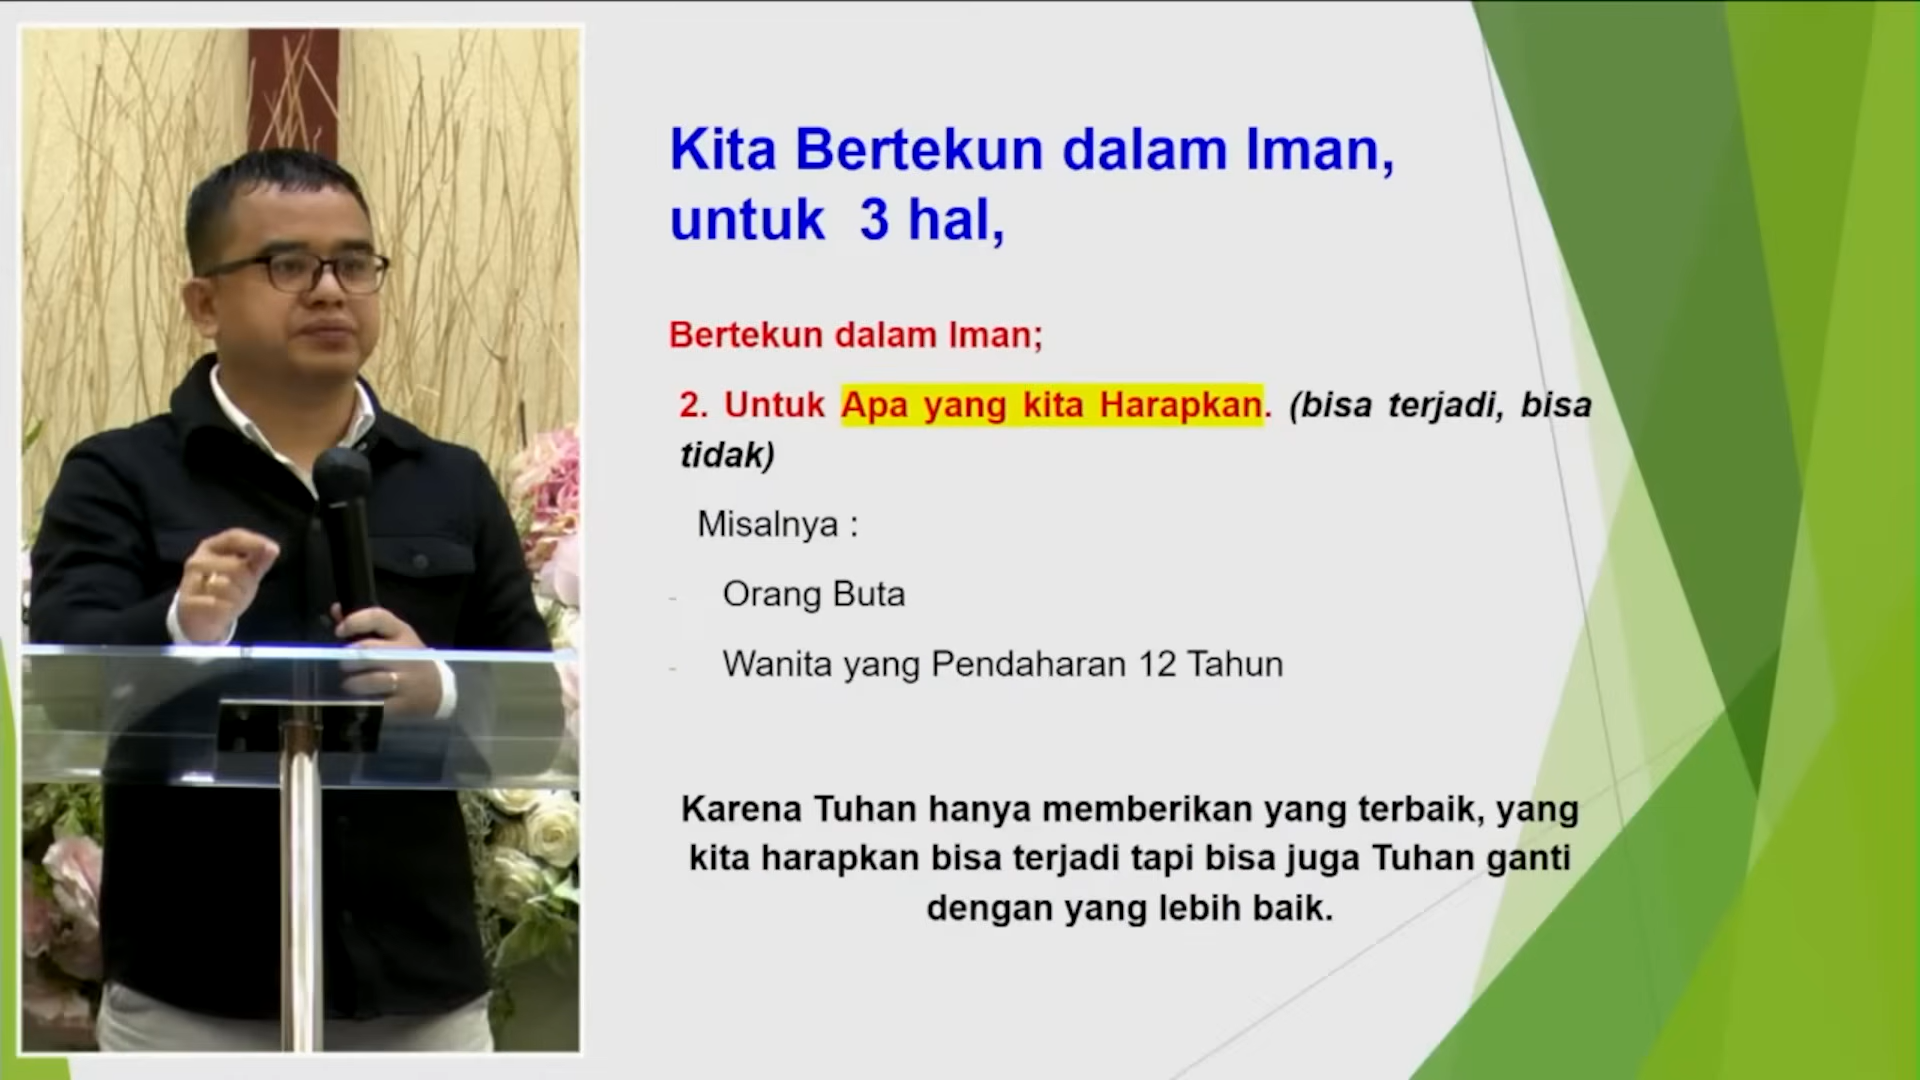 Kita Bertekun dalam Iman,
untuk 3 hal,
Bertekun dalam Iman;
2. Untuk Apa yang kita Harapkan. (bisa terjadi, bisa
tidak)
Misalnya :
- Orang Buta
- Wanita yang Pendaharan 12 Tahun
Karena Tuhan hanya memberikan yang terbaik, yang
kita harapkan bisa terjadi tapi bisa juga Tuhan ganti
dengan yang lebih baik.